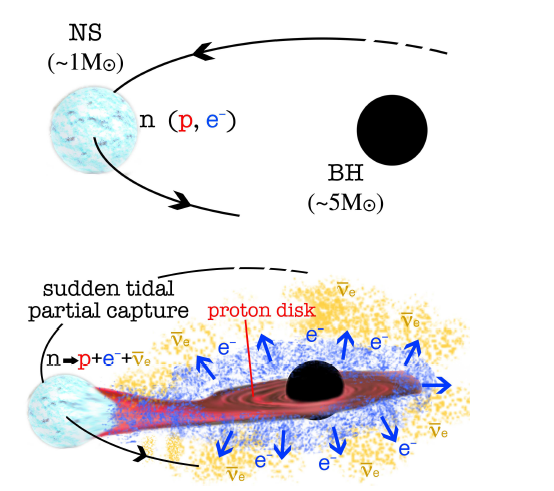 NS
(~1M☉)
n (p, e⁻)
BH
(~5M☉)
sudden tidal
partial capture
proton disk
n→p+e⁻+ν̄ₑ
ν̄ₑ
ν̄ₑ
ν̄ₑ
e⁻
e⁻
e⁻
ν̄ₑ
e⁻
ν̄ₑ
e⁻
e⁻
ν̄ₑ